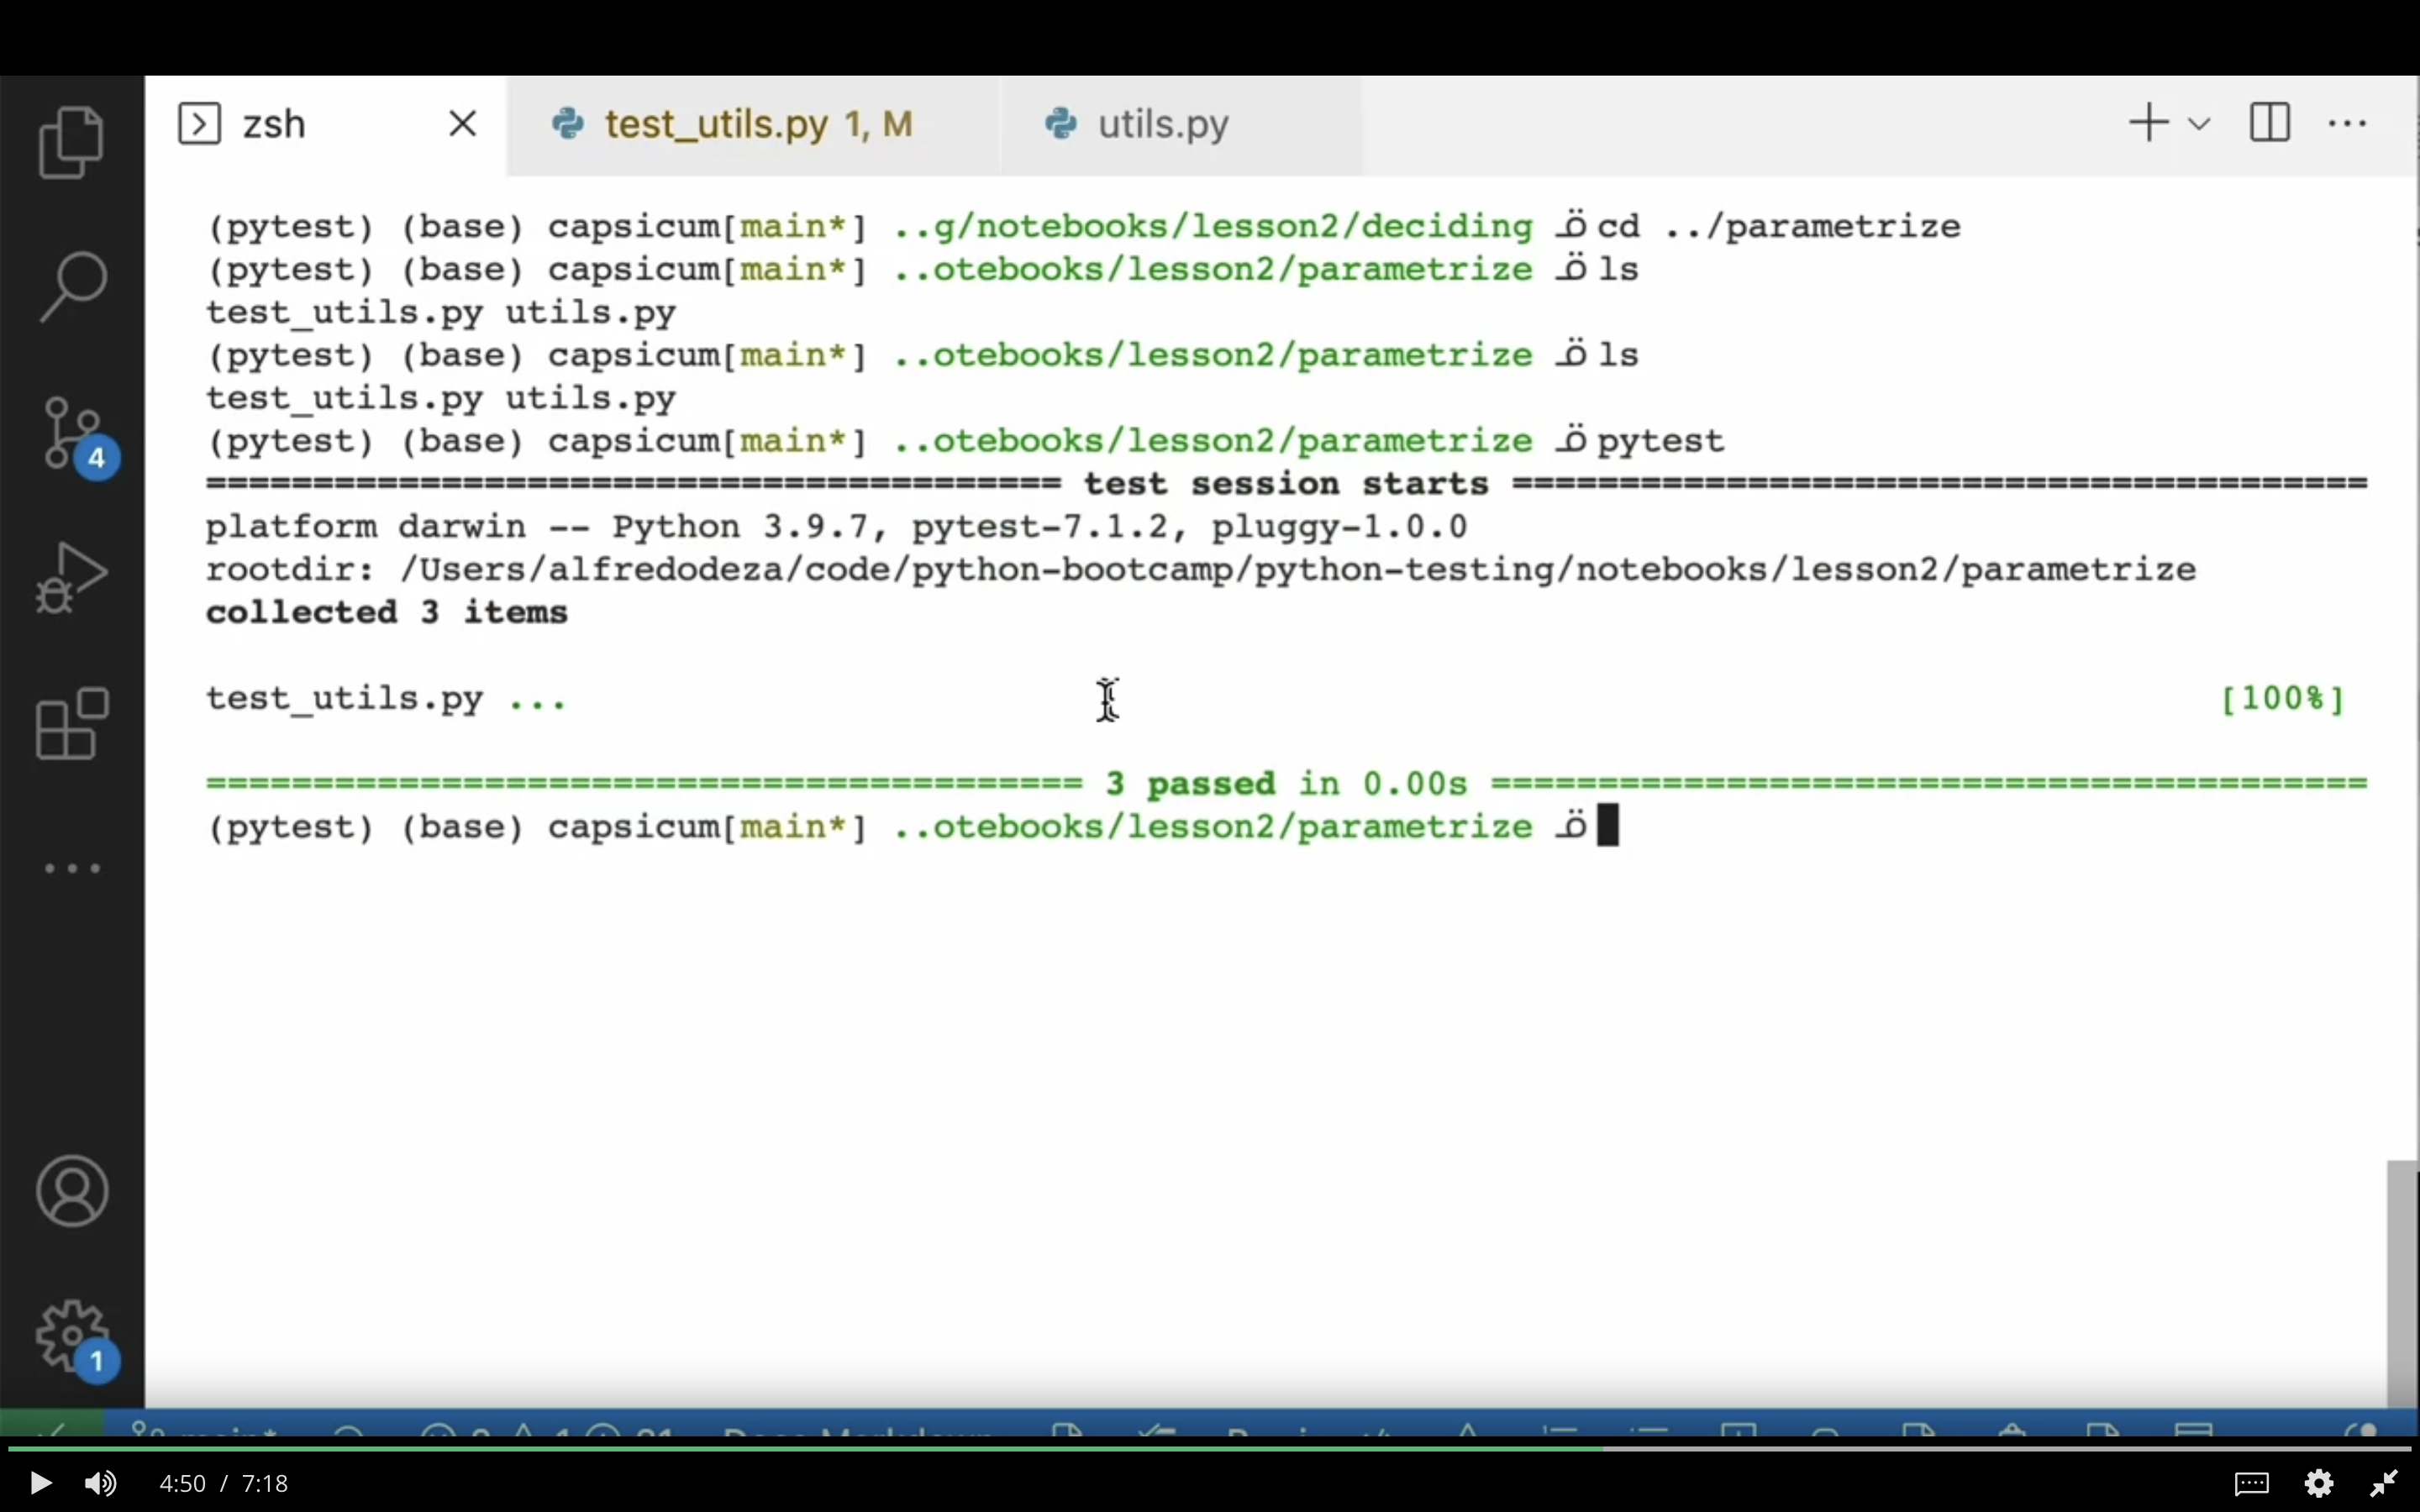 zsh test_utils.py 1, M utils.py
(pytest) (base) capsicum[main*] ..g/notebooks/lesson2/deciding cd ../parametrize
(pytest) (base) capsicum[main*] ..otebooks/lesson2/parametrize ls
test_utils.py utils.py
(pytest) (base) capsicum[main*] ..otebooks/lesson2/parametrize ls
test_utils.py utils.py
(pytest) (base) capsicum[main*] ..otebooks/lesson2/parametrize pytest
======================================== test session starts ========================================
platform darwin -- Python 3.9.7, pytest-7.1.2, pluggy-1.0.0
rootdir: /Users/alfredodeza/code/python-bootcamp/python-testing/notebooks/lesson2/parametrize
collected 3 items
test_utils.py ... [100%]
========================================= 3 passed in 0.00s =========================================
(pytest) (base) capsicum[main*] ..otebooks/lesson2/parametrize
4
1
4:50 / 7:18